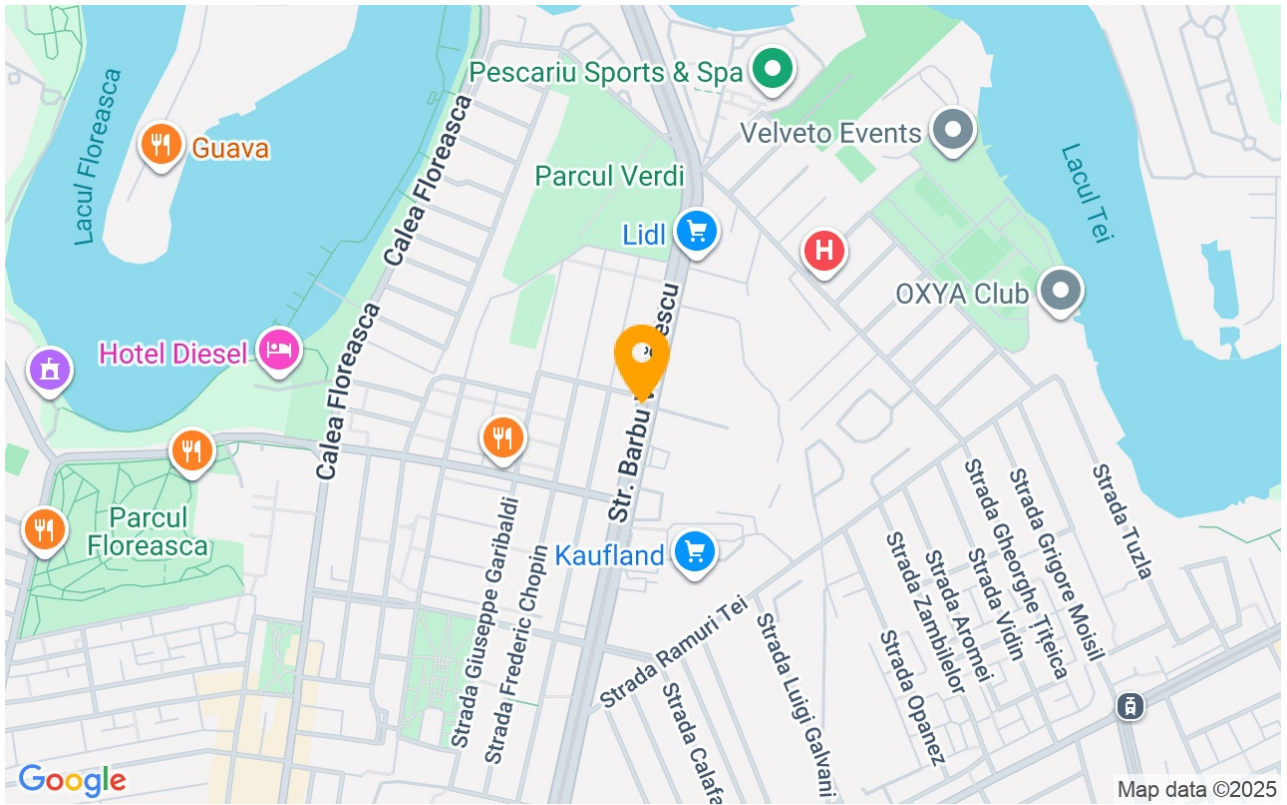 Pescariu Sports & Spa
Velveto Events
Lacul Floreasca
Guava
Calea Floreasca
Parcul Verdi
Lacul Tei
Lidl
H
OXYA Club
Hotel Diesel
Calea Floreasca
Str. Barbu
escu
Parcul
Floreasca
Kaufland
Strada Giuseppe Garibaldi
Strada Frederic Chopin
Strada Ramuri Tei
Strada Calafa
Strada Luigi Galvani
Strada Opanez
Strada Zambilelor
Strada Aromei
Strada Vidin
Strada Gheorghe Țițeica
Strada Grigore Moisil
Strada Tuzla
Google
Map data ©2025